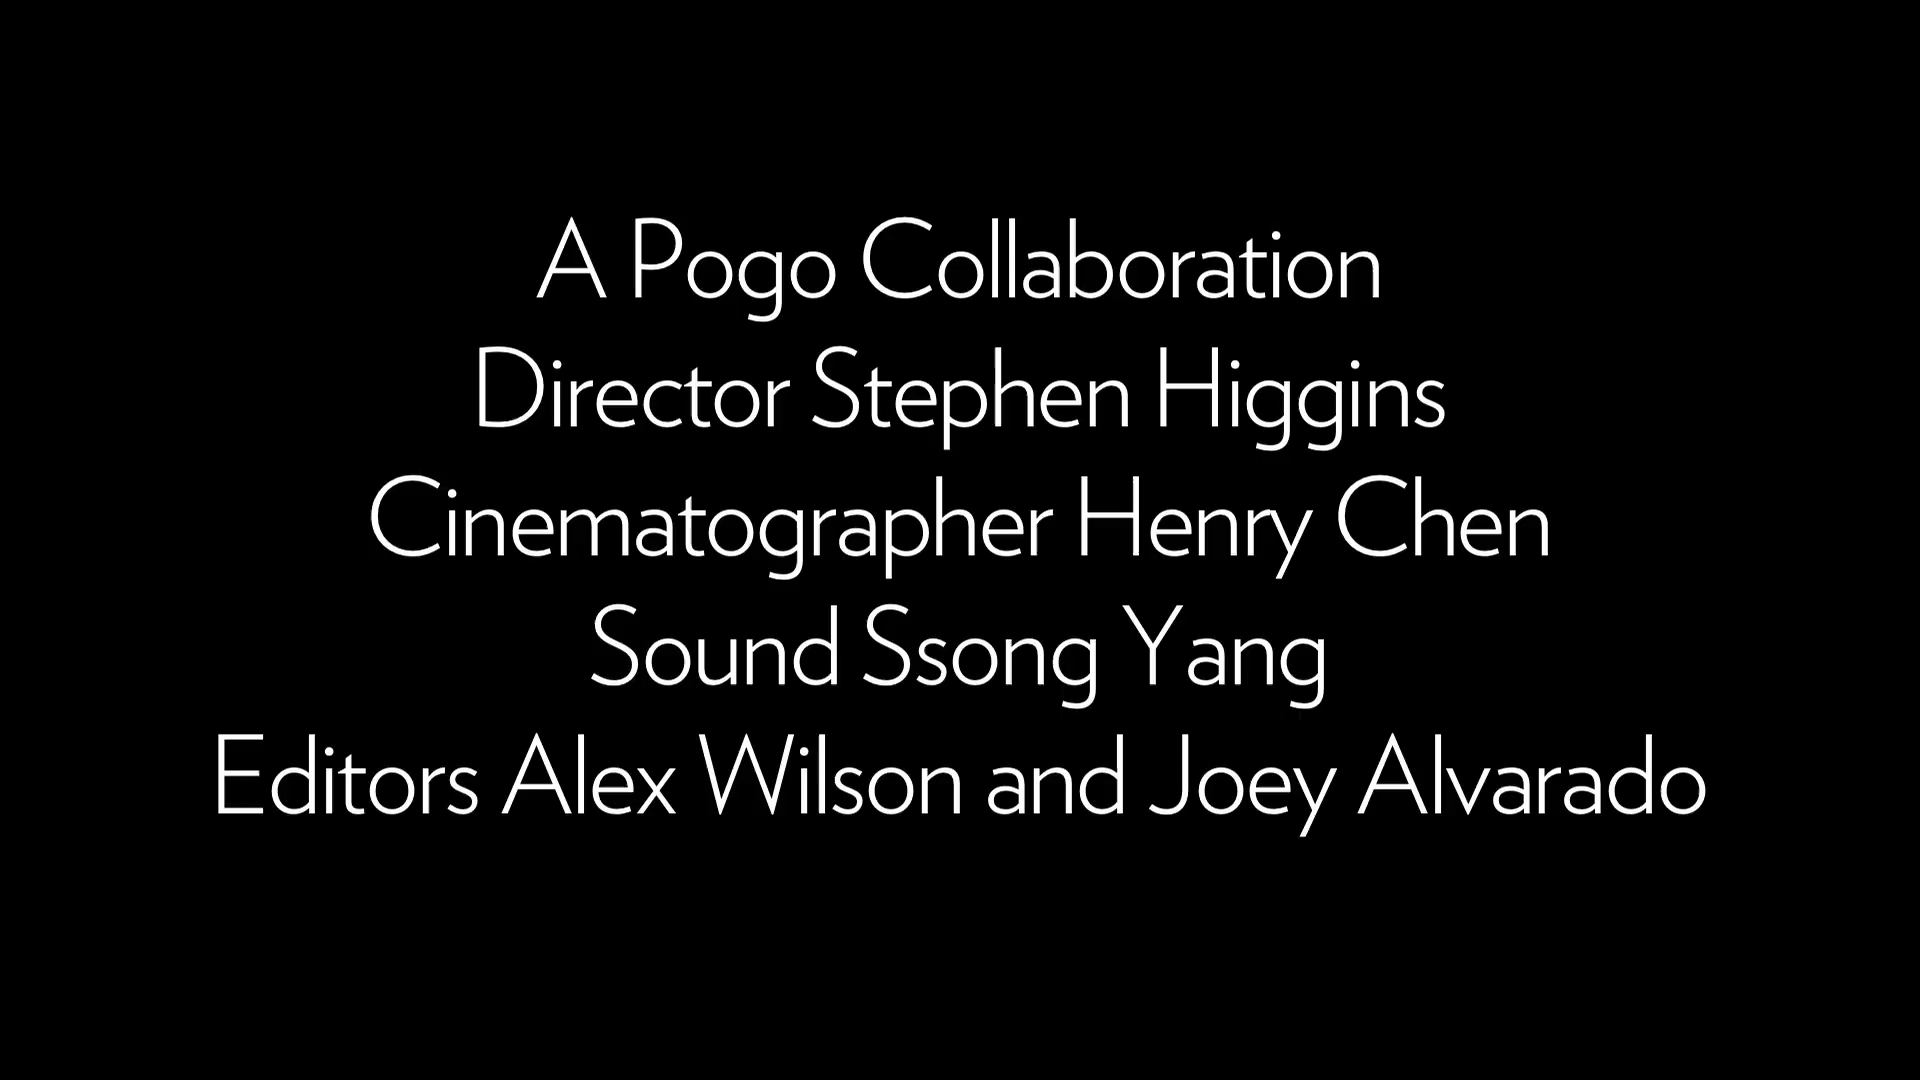 A Pogo Collaboration
Director Stephen Higgins
Cinematographer Henry Chen
Sound Ssong Yang
Editors Alex Wilson and Joey Alvarado